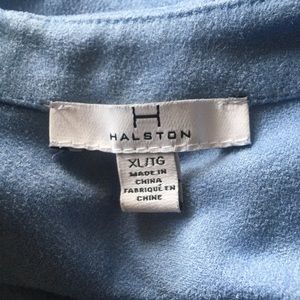 H
HALSTON
XL/TG
MADE IN
CHINA
FABRIQUÉ EN
CHINE